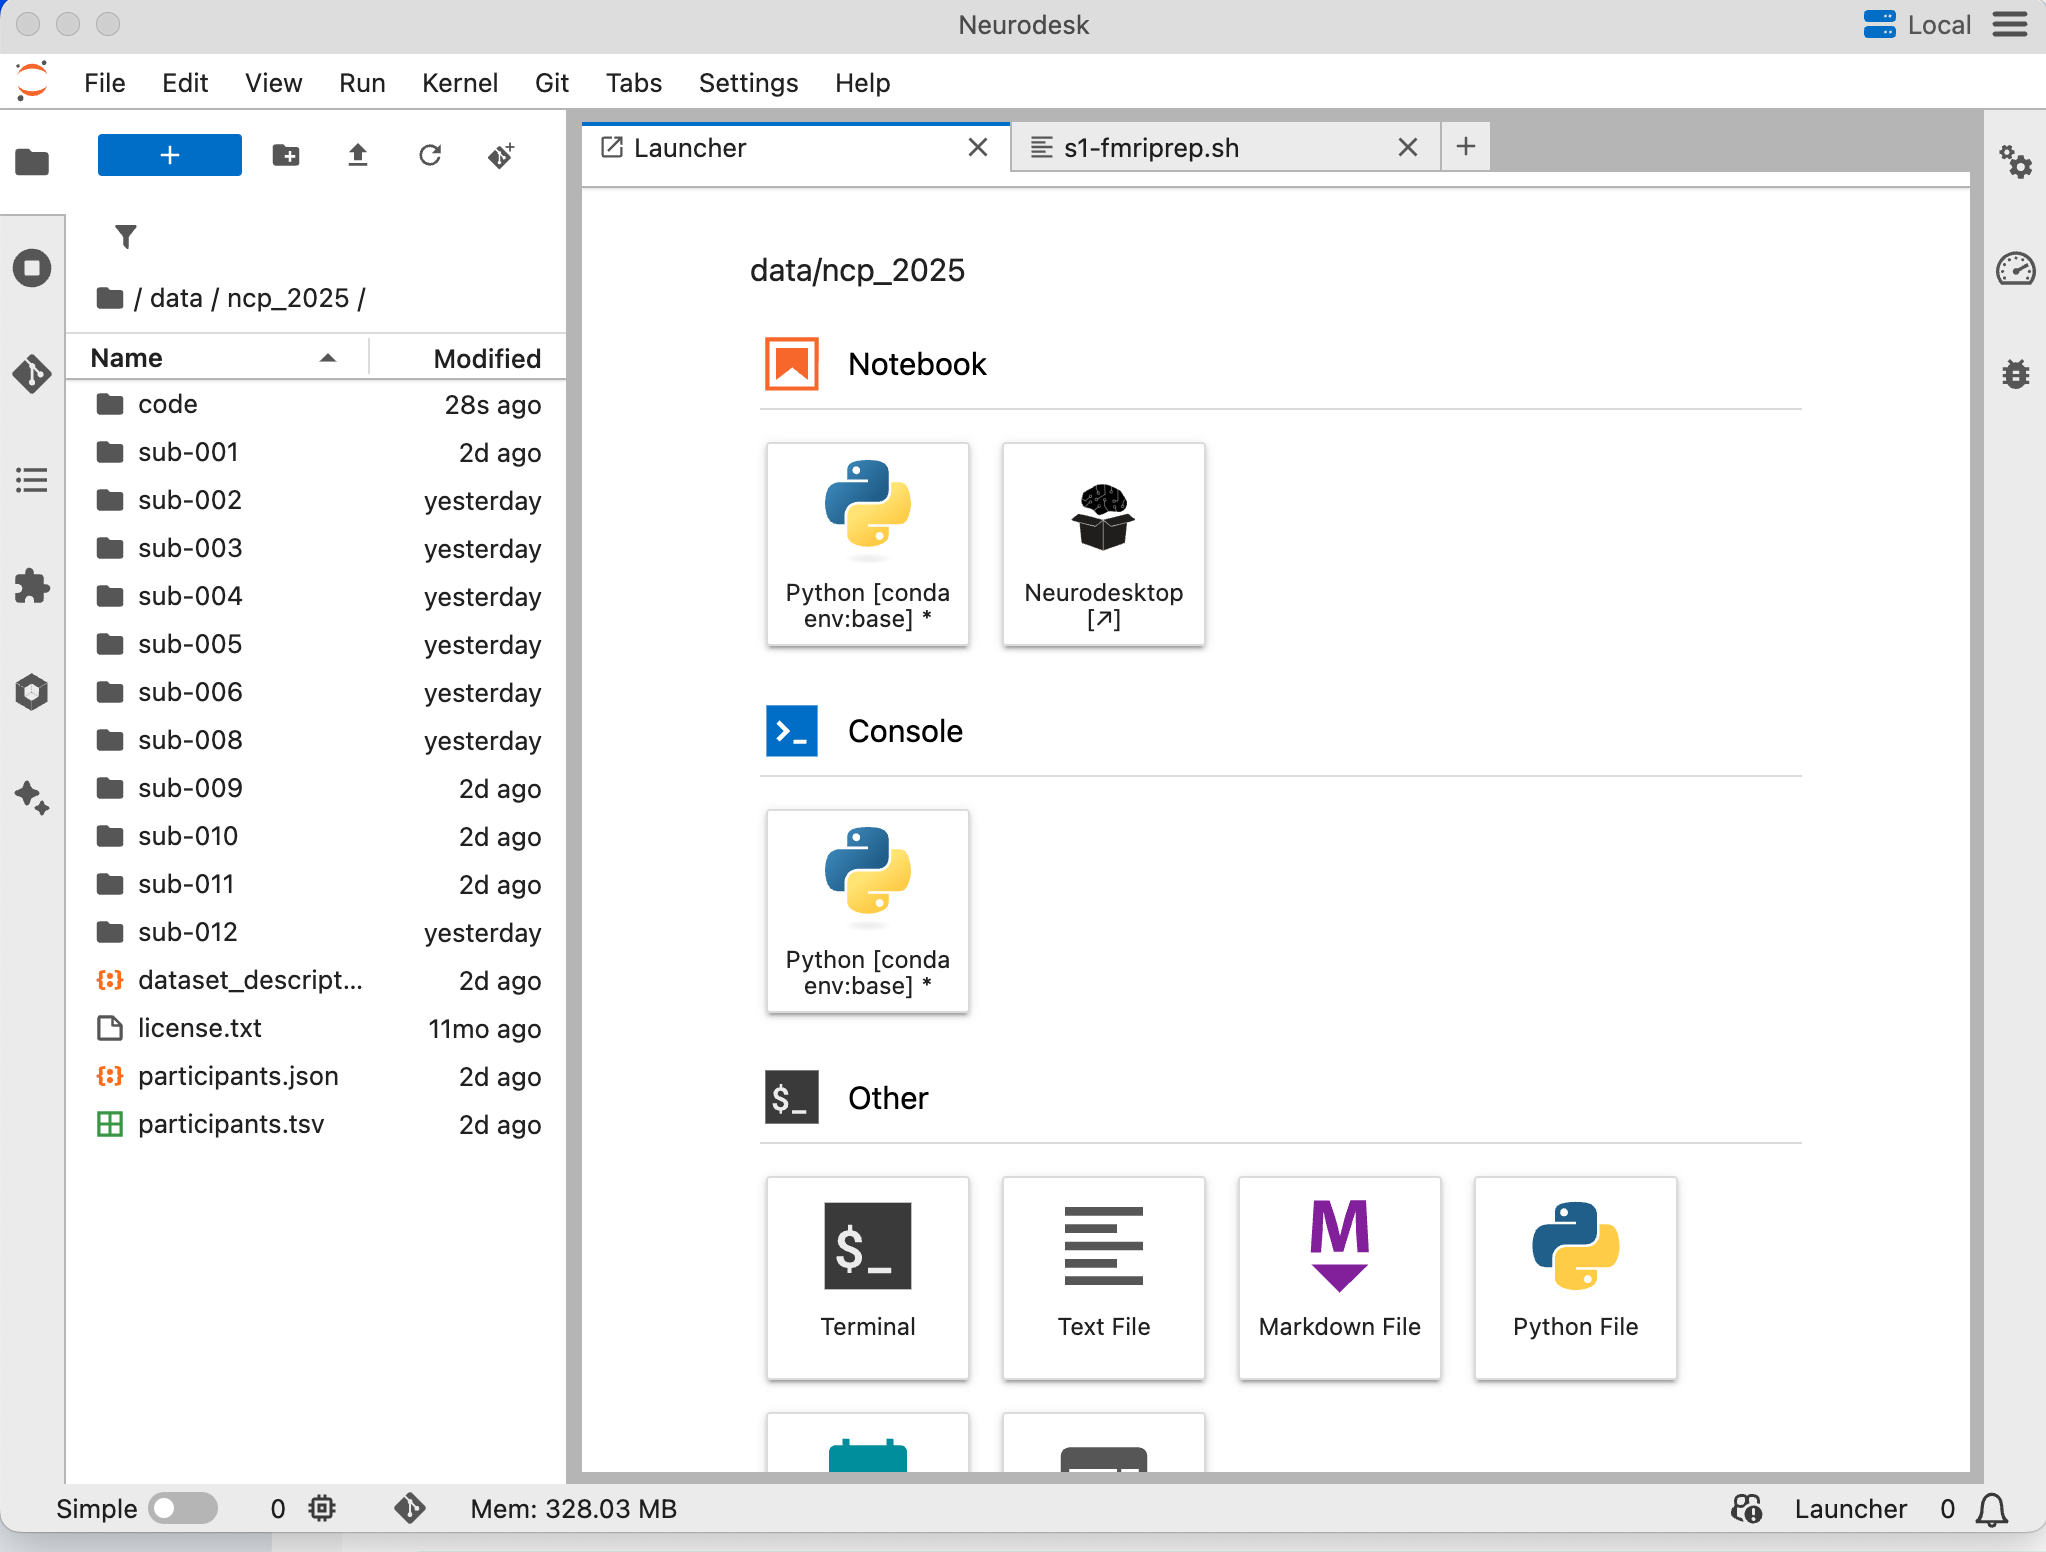 Neurodesk
Local
File Edit View Run Kernel Git Tabs Settings Help
Launcher
s1-fmriprep.sh
/ data / ncp_2025 /
Name Modified
code 28s ago
sub-001 2d ago
sub-002 yesterday
sub-003 yesterday
sub-004 yesterday
sub-005 yesterday
sub-006 yesterday
sub-008 yesterday
sub-009 2d ago
sub-010 2d ago
sub-011 2d ago
sub-012 yesterday
dataset_descript... 2d ago
license.txt 11mo ago
participants.json 2d ago
participants.tsv 2d ago
data/ncp_2025
Notebook
Python [conda
env:base] *
Neurodesktop
[↗]
Console
Python [conda
env:base] *
$_ Other
$_
Terminal
Text File
M
Markdown File
Python File
Simple 0 Mem: 328.03 MB Launcher 0